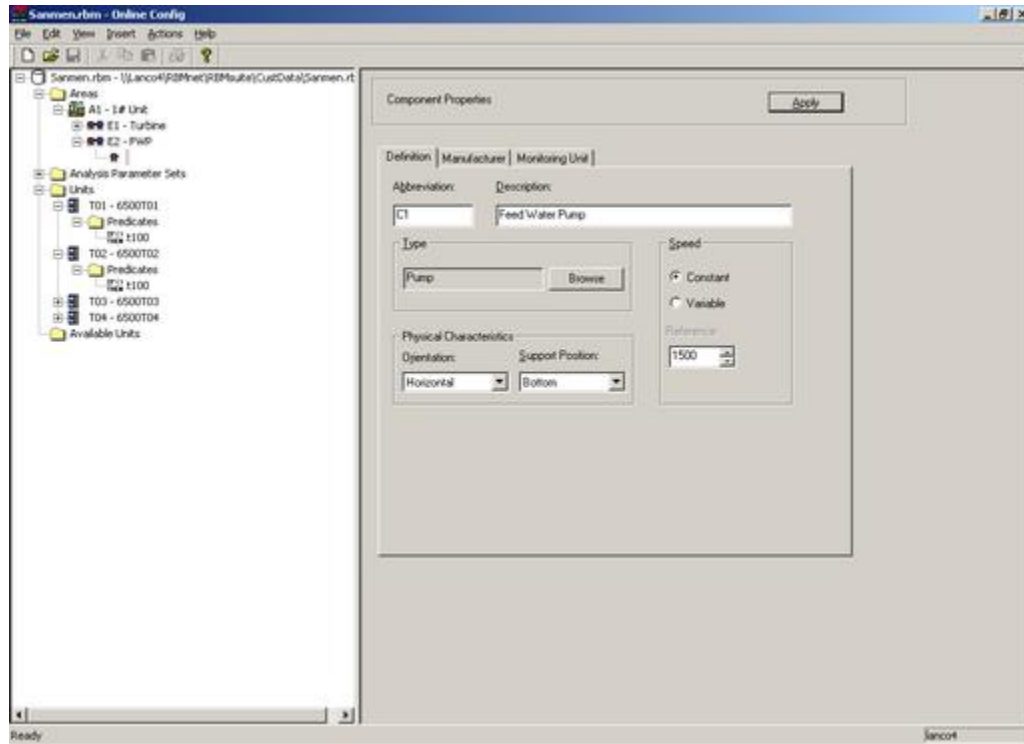 Sanmen.rbm - Online Config
File Edit View Insert Actions Help
Sanmen.rbm - \\Lanco4\RBMnet\RBMsuite\CustData\Sanmen.rt
Areas
A1 - 1# Unit
E1 - Turbine
E2 - FWP
Analysis Parameter Sets
Units
T01 - 6500T01
Predicates
t100
T02 - 6500T02
Predicates
t100
T03 - 6500T03
T04 - 6500T04
Available Units
Component Properties
Apply
Definition Manufacturer Monitoring Unit
Abbreviation: Description:
C1 Feed Water Pump
Type Speed
Pump Browse Constant
Variable
Physical Characteristics Reference:
Orientation: Support Position: 1500
Horizontal Bottom
Ready lanco4